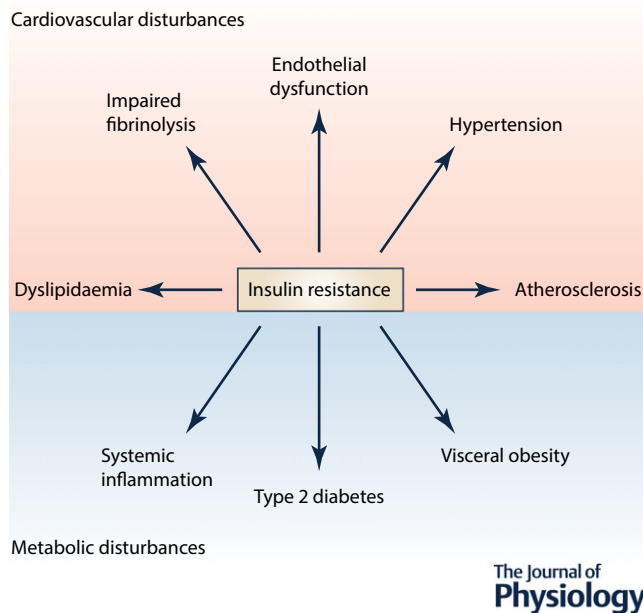 Cardiovascular disturbances
Endothelial
dysfunction
Impaired
fibrinolysis
Hypertension
Dyslipidaemia
Insulin resistance
Atherosclerosis
Systemic
inflammation
Visceral obesity
Type 2 diabetes
Metabolic disturbances
The Journal of
Physiology